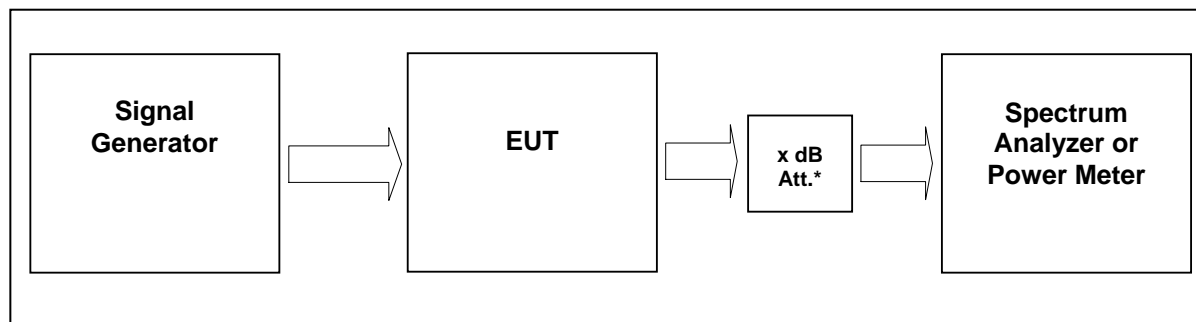 Signal
Generator
EUT
x dB
Att.*
Spectrum
Analyzer or
Power Meter